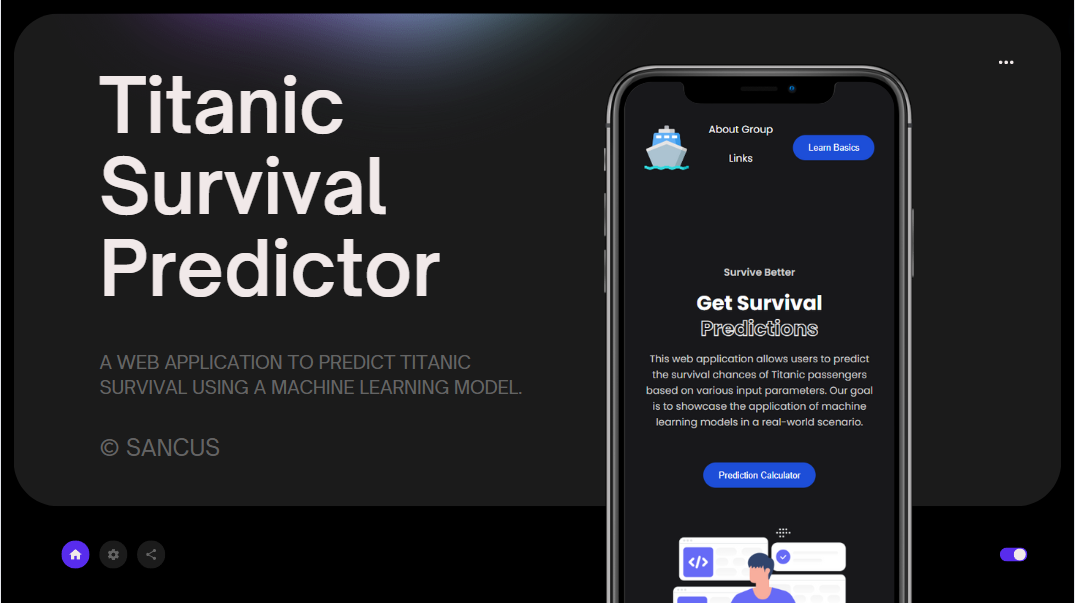 Titanic
Survival
Predictor
A WEB APPLICATION TO PREDICT TITANIC
SURVIVAL USING A MACHINE LEARNING MODEL.
© SANCUS
About Group
Links
Learn Basics
Survive Better
Get Survival
Predictions
This web application allows users to predict
the survival chances of Titanic passengers
based on various input parameters. Our goal
is to showcase the application of machine
learning models in a real-world scenario.
Prediction Calculator
</>